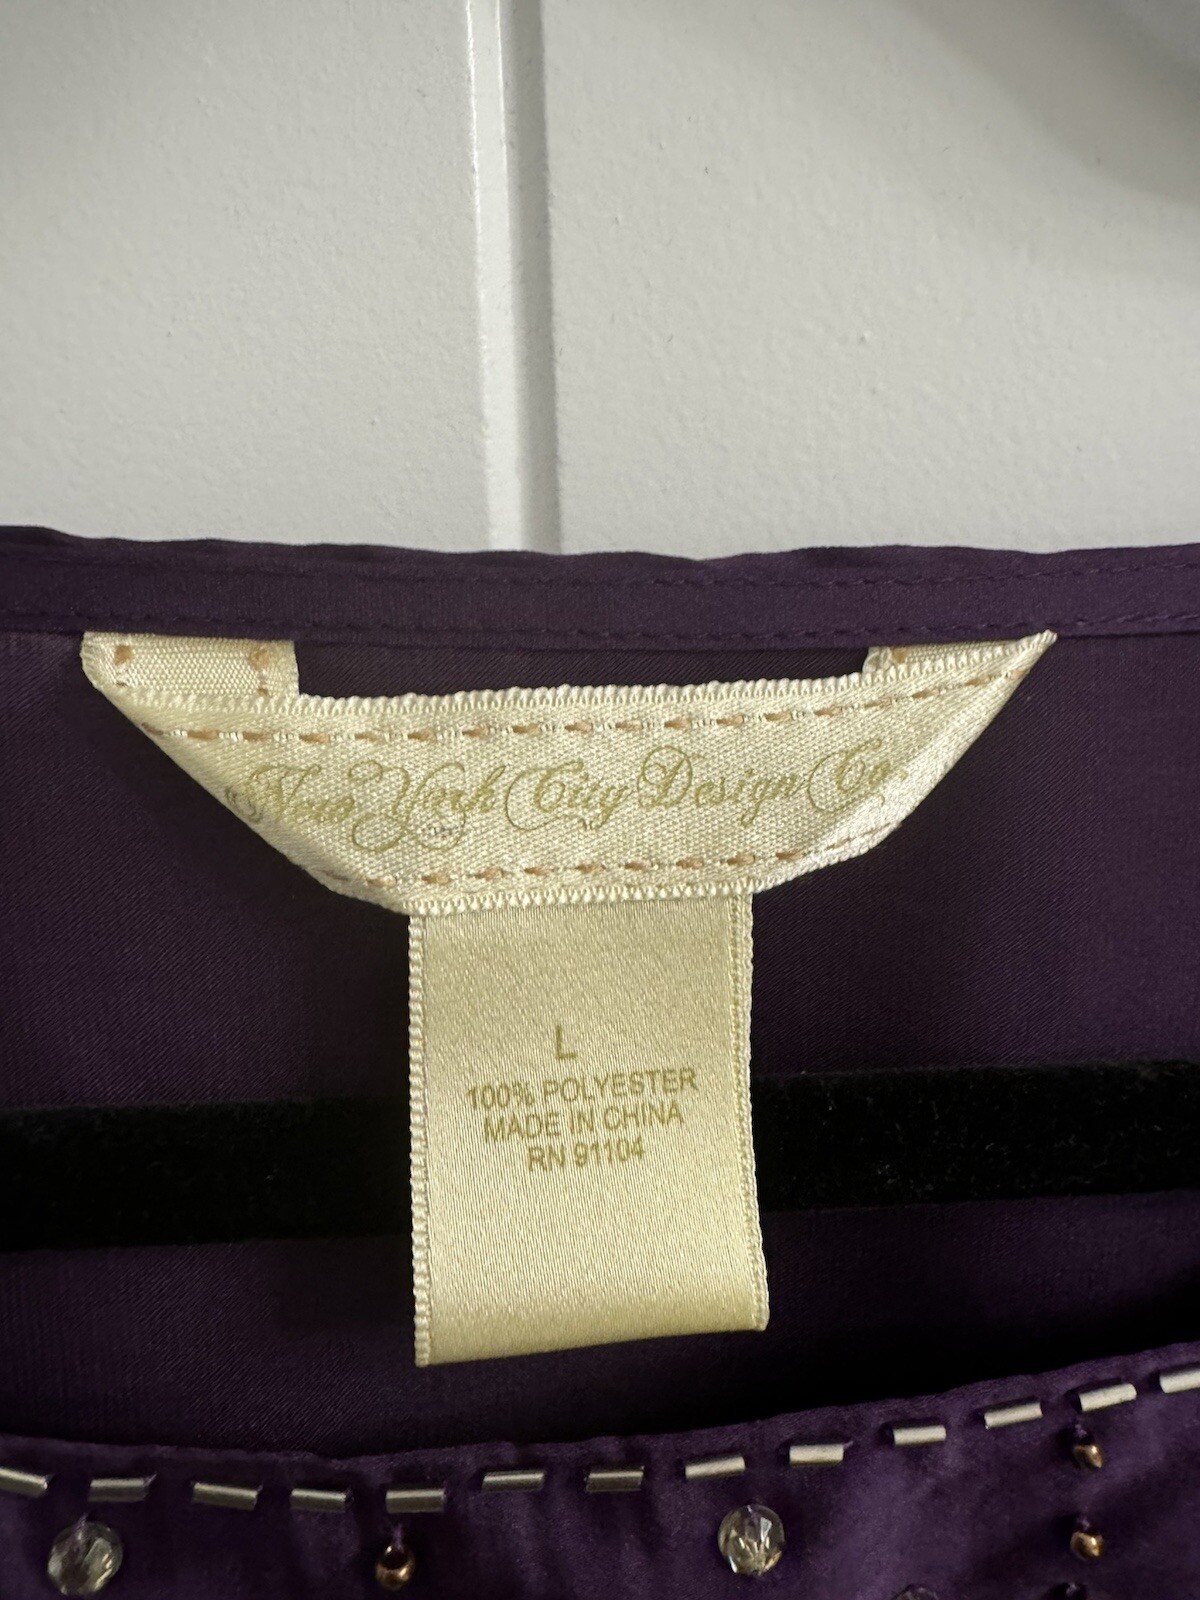 New York City Design Co.
L
100% POLYESTER
MADE IN CHINA
RN 91104